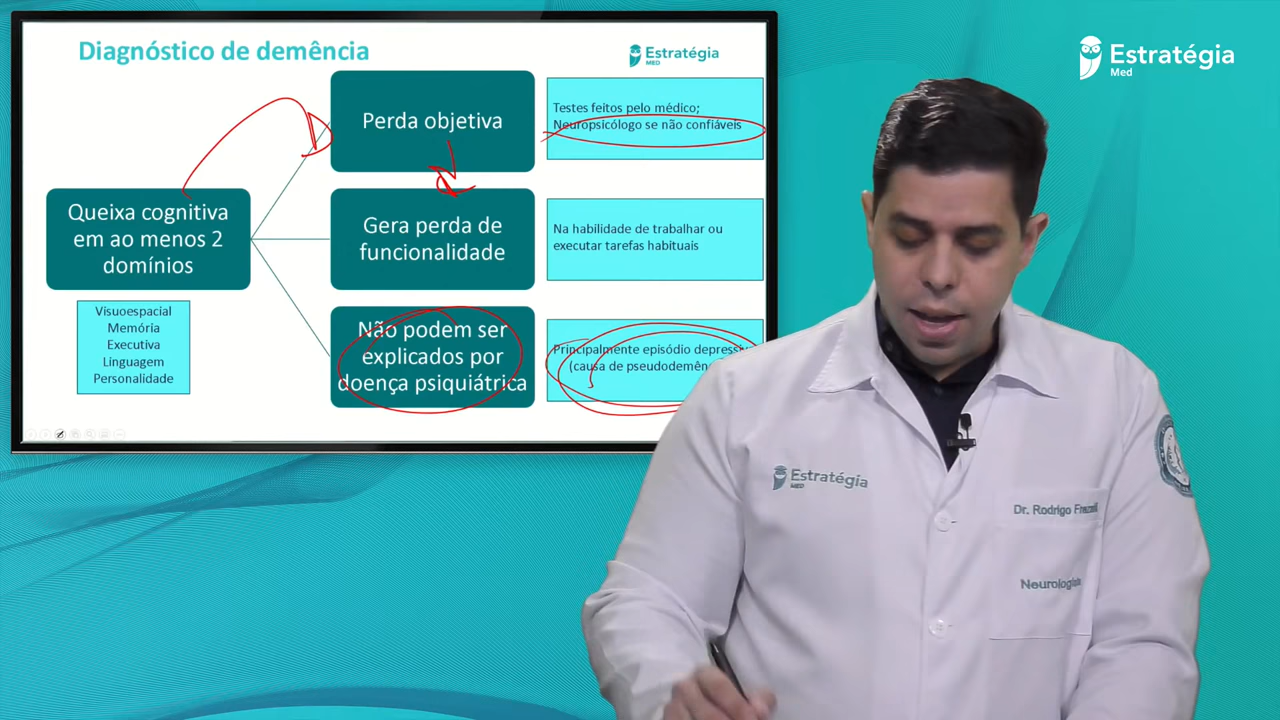 Diagnóstico de demência
Estratégia
MED
Estratégia
Med
Queixa cognitiva
em ao menos 2
domínios
Visuoespacial
Memória
Executiva
Linguagem
Personalidade
Perda objetiva
Testes feitos pelo médico;
Neuropsicólogo se não confiáveis
Gera perda de
funcionalidade
Na habilidade de trabalhar ou
executar tarefas habituais
Não podem ser
explicados por
doença psiquiátrica
Principalmente episódio
(causa de
Estratégia
MED
Dr. Rodrigo
Neurologista